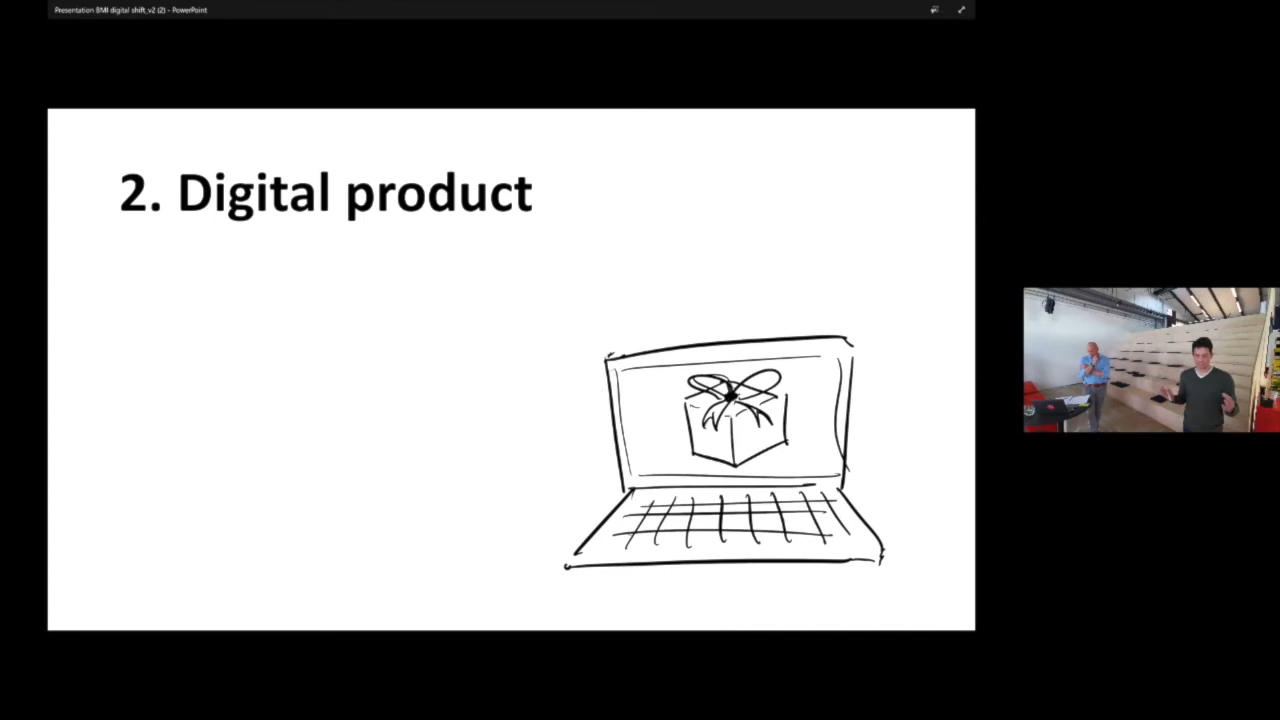 Presentation BMI digital shift_v2 (2) - PowerPoint
2. Digital product